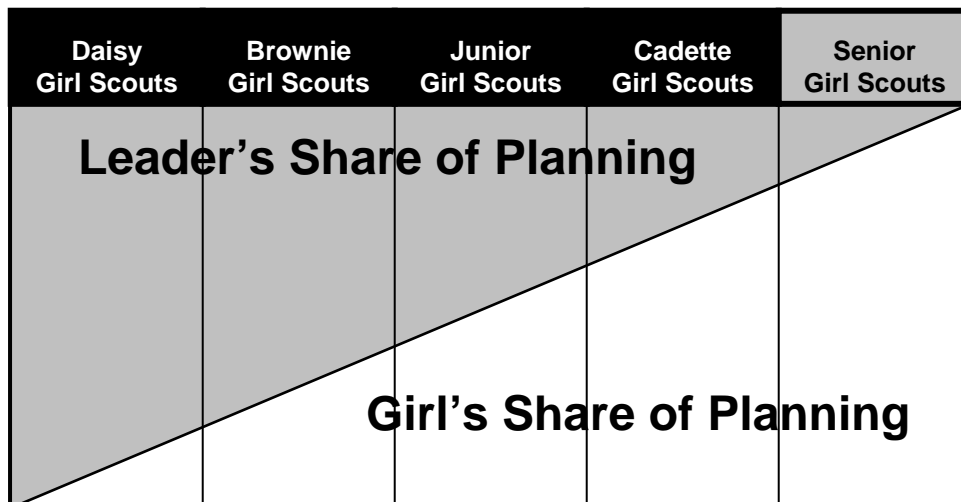 Daisy
Girl Scouts
Brownie
Girl Scouts
Junior
Girl Scouts
Cadette
Girl Scouts
Senior
Girl Scouts
Leader’s Share of Planning
Girl’s Share of Planning